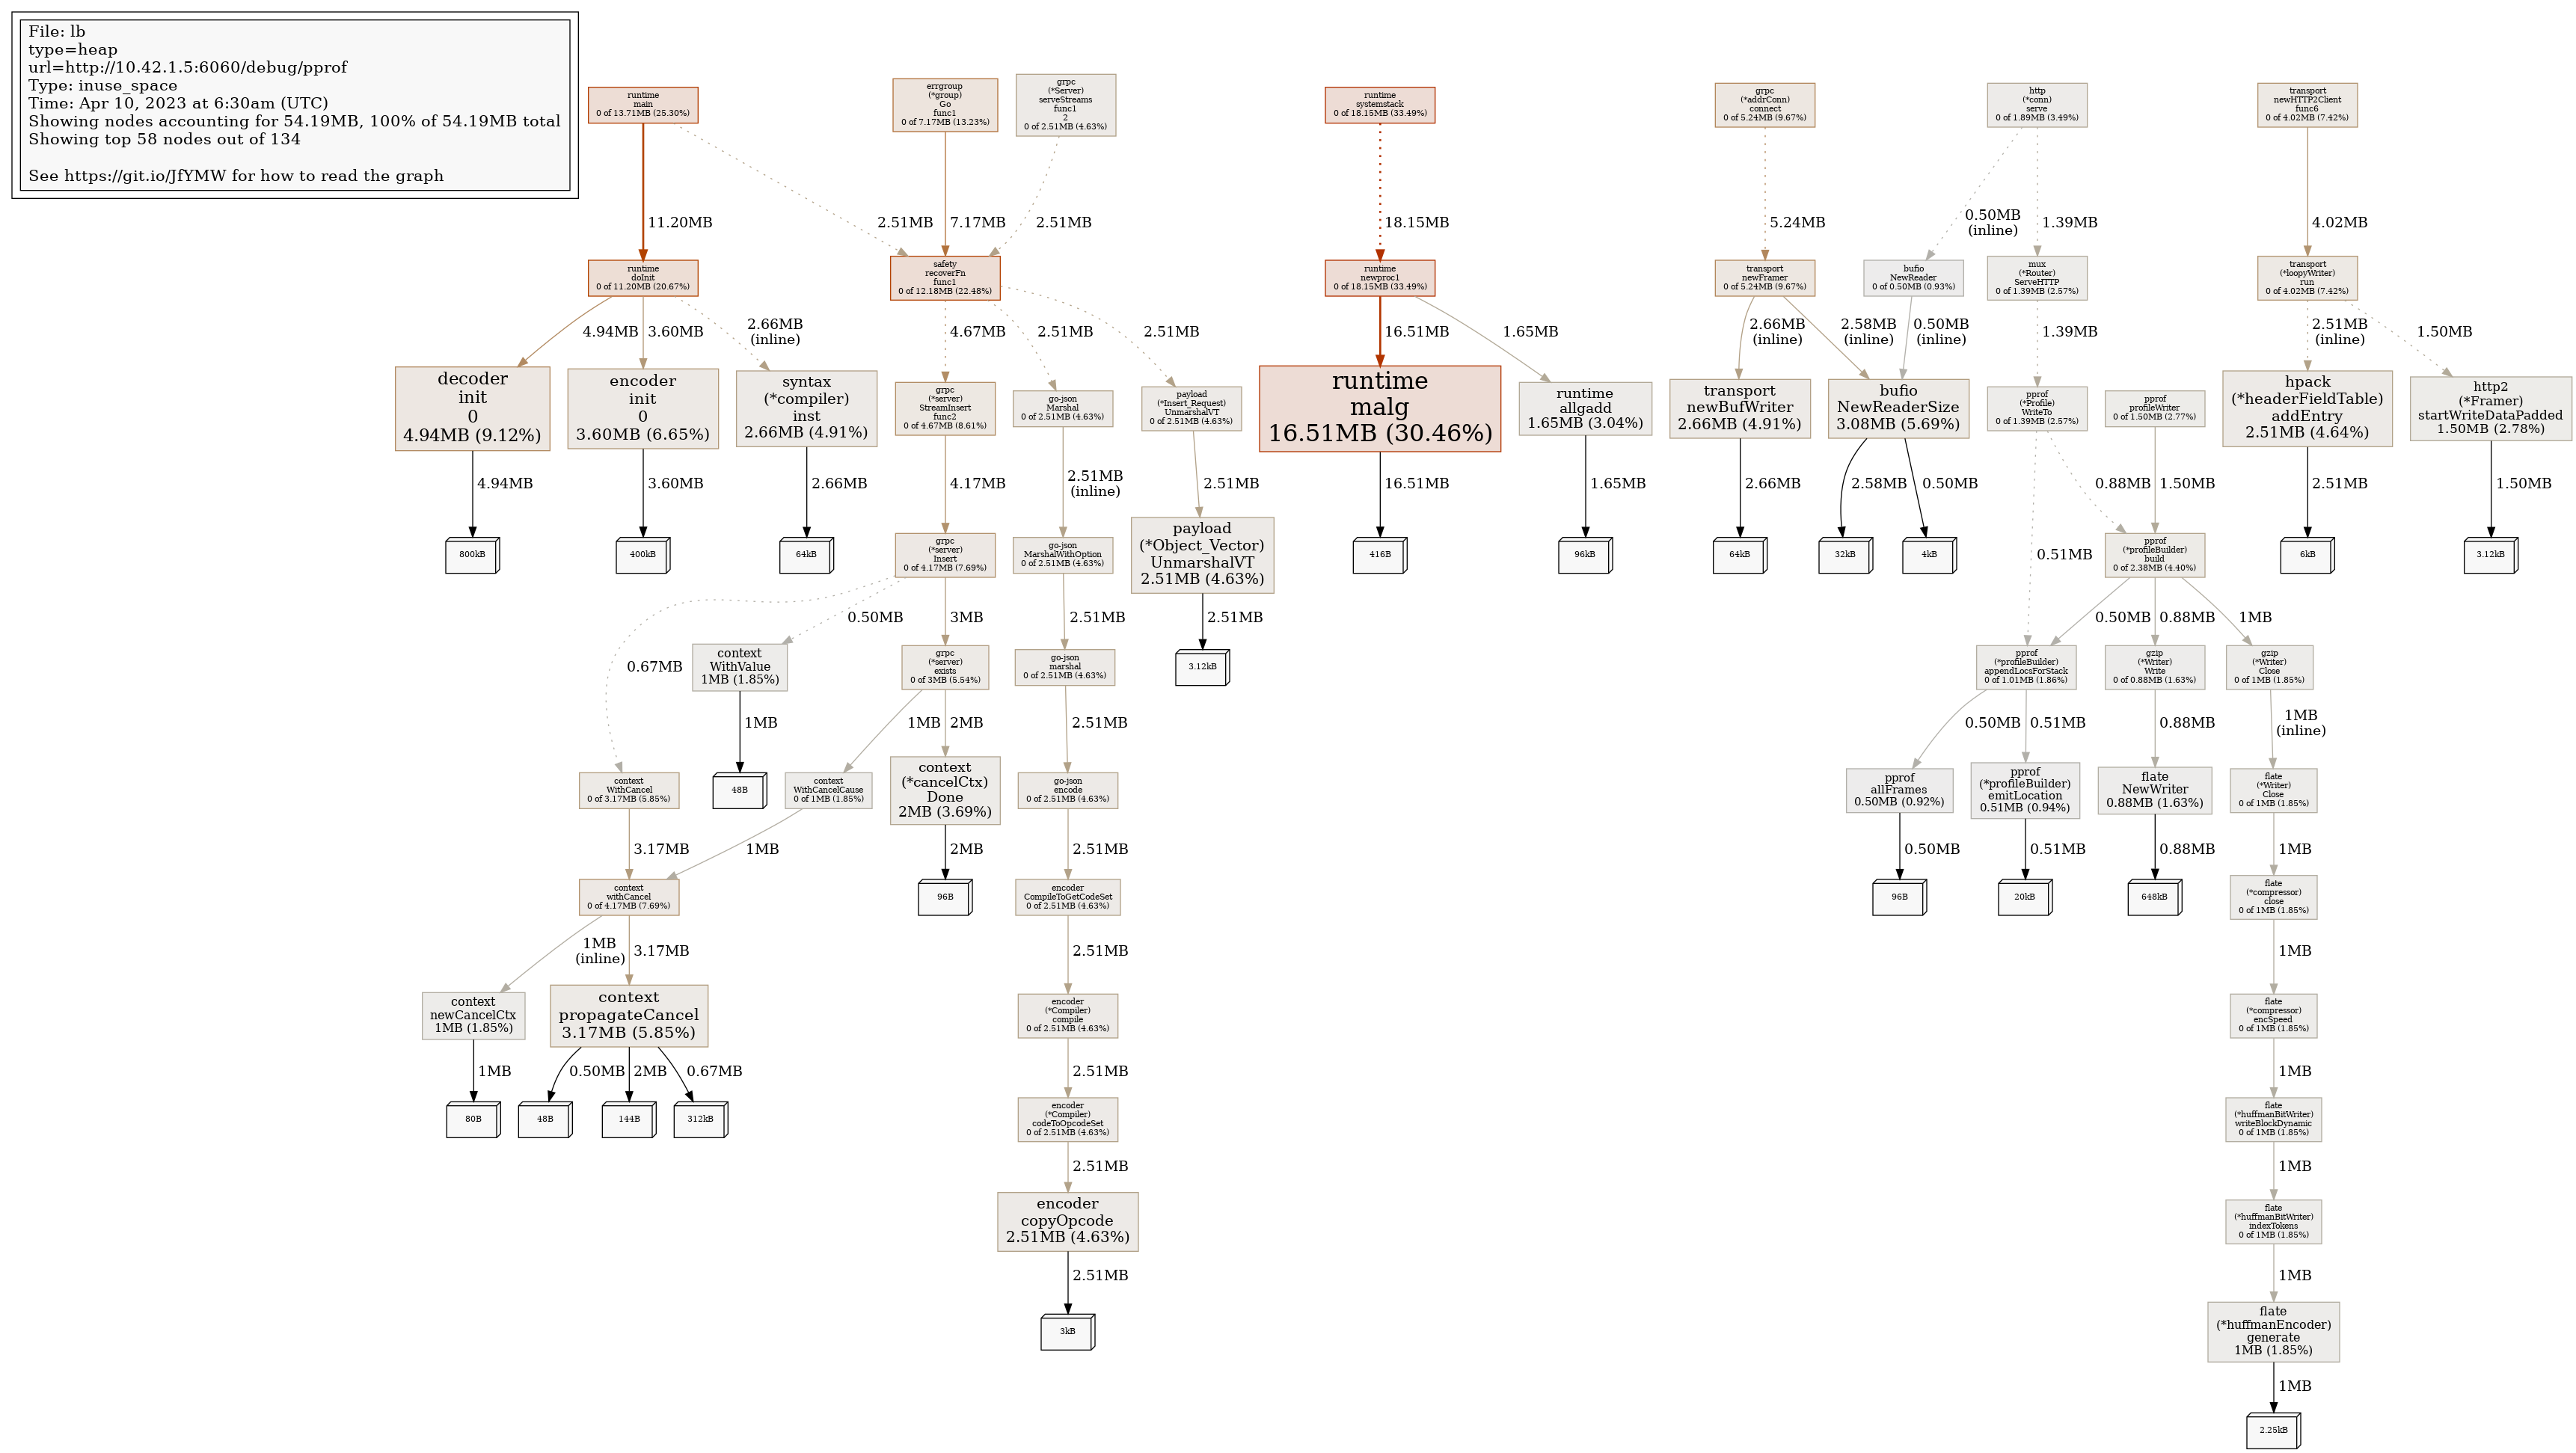 File: lb
type=heap
url=http://10.42.1.5:6060/debug/pprof
Type: inuse_space
Time: Apr 10, 2023 at 6:30am (UTC)
Showing nodes accounting for 54.19MB, 100% of 54.19MB total
Showing top 58 nodes out of 134
See https://git.io/JfYMW for how to read the graph
runtime
main
0 of 13.71MB (25.30%)
errgroup
(*group)
Go
func1
0 of 7.17MB (13.23%)
grpc
(*Server)
serveStreams
func1
2
0 of 2.51MB (4.63%)
runtime
systemstack
0 of 18.15MB (33.49%)
grpc
(*addrConn)
connect
0 of 5.24MB (9.67%)
http
(*conn)
serve
0 of 1.89MB (3.49%)
transport
newHTTP2Client
func6
0 of 4.02MB (7.42%)
11.20MB
2.51MB
7.17MB
2.51MB
18.15MB
5.24MB
0.50MB
(inline)
1.39MB
4.02MB
runtime
doInit
0 of 11.20MB (20.67%)
safety
recoverFn
func1
0 of 12.18MB (22.48%)
runtime
newproc1
0 of 18.15MB (33.49%)
transport
newFramer
0 of 5.24MB (9.67%)
bufio
NewReader
0 of 0.50MB (0.93%)
mux
(*Router)
ServeHTTP
0 of 1.39MB (2.57%)
transport
(*loopyWriter)
run
0 of 4.02MB (7.42%)
4.94MB
3.60MB
2.66MB
(inline)
4.67MB
2.51MB
2.51MB
16.51MB
1.65MB
2.66MB
(inline)
2.58MB
(inline)
0.50MB
(inline)
1.39MB
2.51MB
(inline)
1.50MB
decoder
init
0
4.94MB (9.12%)
encoder
init
0
3.60MB (6.65%)
syntax
(*compiler)
inst
2.66MB (4.91%)
grpc
(*server)
StreamInsert
func2
0 of 4.67MB (8.61%)
go-json
Marshal
0 of 2.51MB (4.63%)
payload
(*Insert_Request)
UnmarshalVT
0 of 2.51MB (4.63%)
runtime
malg
16.51MB (30.46%)
runtime
allgadd
1.65MB (3.04%)
transport
newBufWriter
2.66MB (4.91%)
bufio
NewReaderSize
3.08MB (5.69%)
pprof
(*Profile)
WriteTo
0 of 1.39MB (2.57%)
pprof
profileWriter
0 of 1.50MB (2.77%)
hpack
(*headerFieldTable)
addEntry
2.51MB (4.64%)
http2
(*Framer)
startWriteDataPadded
1.50MB (2.78%)
4.94MB
3.60MB
2.66MB
4.17MB
2.51MB
(inline)
2.51MB
16.51MB
1.65MB
2.66MB
2.58MB
0.50MB
0.51MB
0.88MB
1.50MB
2.51MB
1.50MB
800kB
400kB
64kB
grpc
(*server)
Insert
0 of 4.17MB (7.69%)
go-json
MarshalWithOption
0 of 2.51MB (4.63%)
payload
(*Object_Vector)
UnmarshalVT
2.51MB (4.63%)
416B
96kB
64kB
32kB
4kB
pprof
(*profileBuilder)
build
0 of 2.38MB (4.40%)
6kB
3.12kB
0.67MB
0.50MB
3MB
2.51MB
2.51MB
0.50MB
0.88MB
1MB
context
WithValue
1MB (1.85%)
grpc
(*server)
exists
0 of 3MB (5.54%)
go-json
marshal
0 of 2.51MB (4.63%)
3.12kB
pprof
(*profileBuilder)
appendLocsForStack
0 of 1.01MB (1.86%)
gzip
(*Writer)
Write
0 of 0.88MB (1.63%)
gzip
(*Writer)
Close
0 of 1MB (1.85%)
1MB
1MB
2MB
2.51MB
0.50MB
0.51MB
0.88MB
1MB
(inline)
context
WithCancel
0 of 3.17MB (5.85%)
48B
context
WithCancelCause
0 of 1MB (1.85%)
context
(*cancelCtx)
Done
2MB (3.69%)
go-json
encode
0 of 2.51MB (4.63%)
pprof
allFrames
0.50MB (0.92%)
pprof
(*profileBuilder)
emitLocation
0.51MB (0.94%)
flate
NewWriter
0.88MB (1.63%)
flate
(*Writer)
Close
0 of 1MB (1.85%)
3.17MB
1MB
2MB
2.51MB
0.50MB
0.51MB
0.88MB
1MB
context
withCancel
0 of 4.17MB (7.69%)
96B
encoder
CompileToGetCodeSet
0 of 2.51MB (4.63%)
96B
20kB
648kB
flate
(*compressor)
close
0 of 1MB (1.85%)
1MB
(inline)
3.17MB
2.51MB
1MB
context
newCancelCtx
1MB (1.85%)
context
propagateCancel
3.17MB (5.85%)
encoder
(*Compiler)
compile
0 of 2.51MB (4.63%)
flate
(*compressor)
encSpeed
0 of 1MB (1.85%)
1MB
0.50MB
2MB
0.67MB
2.51MB
1MB
80B
48B
144B
312kB
encoder
(*Compiler)
codeToOpcodeSet
0 of 2.51MB (4.63%)
flate
(*huffmanBitWriter)
writeBlockDynamic
0 of 1MB (1.85%)
2.51MB
1MB
encoder
copyOpcode
2.51MB (4.63%)
flate
(*huffmanBitWriter)
indexTokens
0 of 1MB (1.85%)
2.51MB
1MB
3kB
flate
(*huffmanEncoder)
generate
1MB (1.85%)
1MB
2.25kB